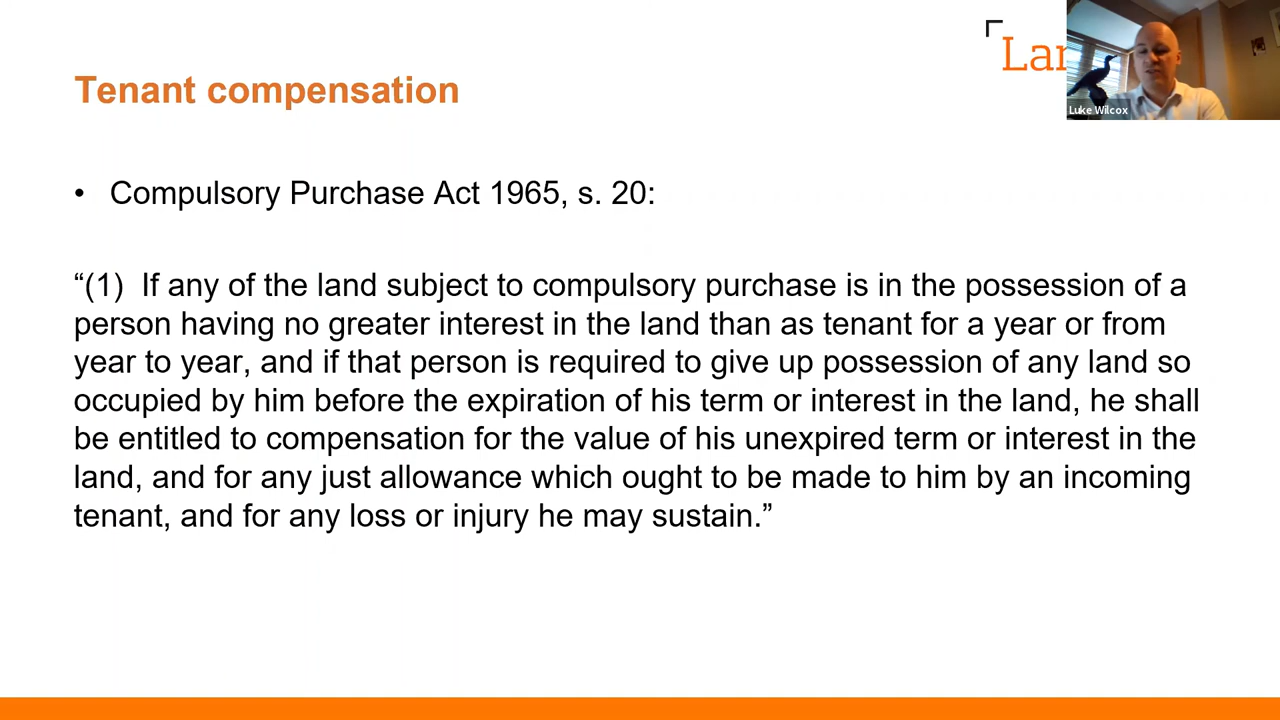 Lan
Luke Wilcox
Tenant compensation
• Compulsory Purchase Act 1965, s. 20:
“(1) If any of the land subject to compulsory purchase is in the possession of a
person having no greater interest in the land than as tenant for a year or from
year to year, and if that person is required to give up possession of any land so
occupied by him before the expiration of his term or interest in the land, he shall
be entitled to compensation for the value of his unexpired term or interest in the
land, and for any just allowance which ought to be made to him by an incoming
tenant, and for any loss or injury he may sustain.”